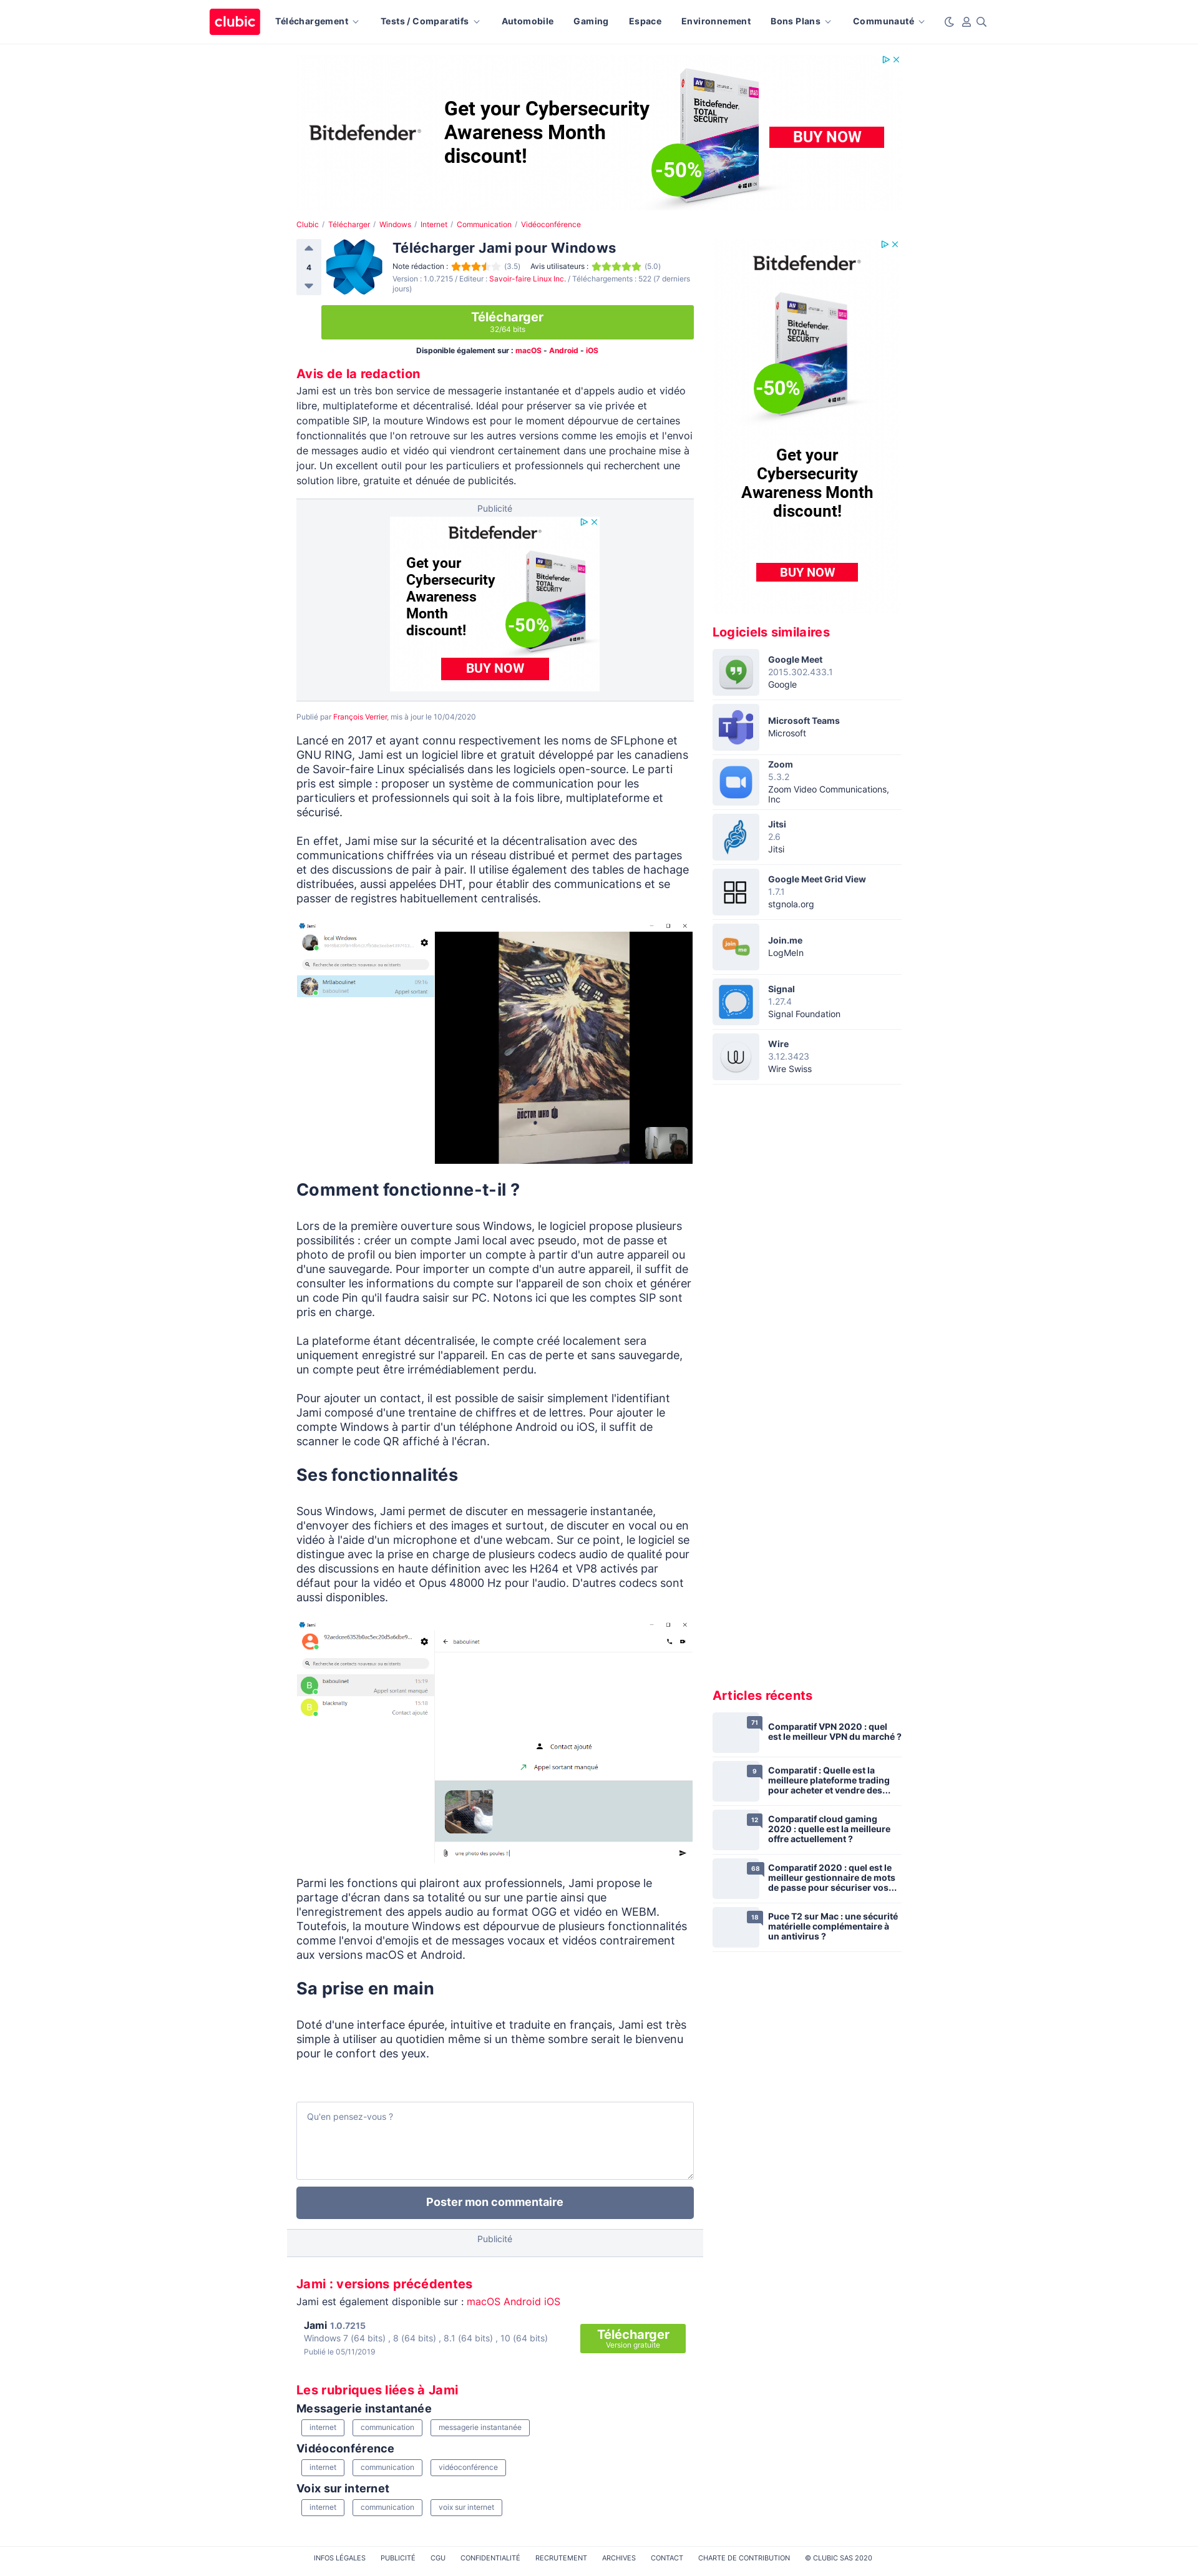 clubic
Téléchargement
Tests / Comparatifs
Automobile
Gaming
Espace
Environnement
Bons Plans
Communauté
Bitdefender®
Get your Cybersecurity
Awareness Month
discount!
BITDEFENDER
TOTAL
SECURITY
-50%
BUY NOW
Clubic / Télécharger / Windows / Internet / Communication / Vidéoconférence
4
Télécharger Jami pour Windows
Note rédaction : (3.5) Avis utilisateurs : (5.0)
Version : 1.0.7215 / Editeur : Savoir-faire Linux Inc. / Téléchargements : 522 (7 derniers
jours)
Télécharger
32/64 bits
Disponible également sur : macOS - Android - iOS
Avis de la redaction
Jami est un très bon service de messagerie instantanée et d'appels audio et vidéo
libre, multiplateforme et décentralisé. Idéal pour préserver sa vie privée et
compatible SIP, la mouture Windows est pour le moment dépourvue de certaines
fonctionnalités que l'on retrouve sur les autres versions comme les emojis et l'envoi
de messages audio et vidéo qui viendront certainement dans une prochaine mise à
jour. Un excellent outil pour les particuliers et professionnels qui recherchent une
solution libre, gratuite et dénuée de publicités.
Publicité
Bitdefender®
Get your
Cybersecurity
Awareness
Month
discount!
-50%
BUY NOW
Publié par François Verrier, mis à jour le 10/04/2020
Lancé en 2017 et ayant connu respectivement les noms de SFLphone et
GNU RING, Jami est un logiciel libre et gratuit développé par les canadiens
de Savoir-faire Linux spécialisés dans les logiciels open-source. Le parti
pris est simple : proposer un système de communication pour les
particuliers et professionnels qui soit à la fois libre, multiplateforme et
sécurisé.
En effet, Jami mise sur la sécurité et la décentralisation avec des
communications chiffrées via un réseau distribué et permet des partages
et des discussions de pair à pair. Il utilise également des tables de hachage
distribuées, aussi appelées DHT, pour établir des communications et se
passer de registres habituellement centralisés.
Jami
local Windows
Recherche de contacts nouveaux ou existants
Mrtlaboulinet
09:16
baboulinet
Appel sortant
DOCTOR WHO
Comment fonctionne-t-il ?
Lors de la première ouverture sous Windows, le logiciel propose plusieurs
possibilités : créer un compte Jami local avec pseudo, mot de passe et
photo de profil ou bien importer un compte à partir d'un autre appareil ou
d'une sauvegarde. Pour importer un compte d'un autre appareil, il suffit de
consulter les informations du compte sur l'appareil de son choix et générer
un code Pin qu'il faudra saisir sur PC. Notons ici que les comptes SIP sont
pris en charge.
La plateforme étant décentralisée, le compte créé localement sera
uniquement enregistré sur l'appareil. En cas de perte et sans sauvegarde,
un compte peut être irrémédiablement perdu.
Pour ajouter un contact, il est possible de saisir simplement l'identifiant
Jami composé d'une trentaine de chiffres et de lettres. Pour ajouter le
compte Windows à partir d'un téléphone Android ou iOS, il suffit de
scanner le code QR affiché à l'écran.
Ses fonctionnalités
Sous Windows, Jami permet de discuter en messagerie instantanée,
d'envoyer des fichiers et des images et surtout, de discuter en vocal ou en
vidéo à l'aide d'un microphone et d'une webcam. Sur ce point, le logiciel se
distingue avec la prise en charge de plusieurs codecs audio de qualité pour
des discussions en haute définition avec les H264 et VP8 activés par
défaut pour la vidéo et Opus 48000 Hz pour l'audio. D'autres codecs sont
aussi disponibles.
Jami
baboulinet
Recherche de contacts nouveaux ou existants
B
baboulinet
15:19
Appel sortant manqué
B
blacknelly
15:18
Contact ajouté
Contact ajouté
Appel sortant manqué
une photo des poules !
Parmi les fonctions qui plairont aux professionnels, Jami propose le
partage d'écran dans sa totalité ou sur une partie ainsi que
l'enregistrement des appels audio au format OGG et vidéo en WEBM.
Toutefois, la mouture Windows est dépourvue de plusieurs fonctionnalités
comme l'envoi d'emojis et de messages vocaux et vidéos contrairement
aux versions macOS et Android.
Sa prise en main
Doté d'une interface épurée, intuitive et traduite en français, Jami est très
simple à utiliser au quotidien même si un thème sombre serait le bienvenu
pour le confort des yeux.
Qu'en pensez-vous ?
Poster mon commentaire
Publicité
Jami : versions précédentes
Jami est également disponible sur : macOS Android iOS
Jami 1.0.7215
Windows 7 (64 bits) , 8 (64 bits) , 8.1 (64 bits) , 10 (64 bits)
Publié le 05/11/2019
Télécharger
Version gratuite
Les rubriques liées à Jami
Messagerie instantanée
internet
communication
messagerie instantanée
Vidéoconférence
internet
communication
vidéoconférence
Voix sur internet
internet
communication
voix sur internet
Bitdefender®
-50%
Get your
Cybersecurity
Awareness Month
discount!
BUY NOW
Logiciels similaires
Google Meet
2015.302.433.1
Google
Microsoft Teams
Microsoft
Zoom
5.3.2
Zoom Video Communications,
Inc
Jitsi
2.6
Jitsi
Google Meet Grid View
1.7.1
stgnola.org
join me
Join.me
LogMeIn
Signal
1.27.4
Signal Foundation
Wire
3.12.3423
Wire Swiss
Articles récents
71
Comparatif VPN 2020 : quel
est le meilleur VPN du marché ?
9
Comparatif : Quelle est la
meilleure plateforme trading
pour acheter et vendre des...
12
Comparatif cloud gaming
2020 : quelle est la meilleure
offre actuellement ?
68
Comparatif 2020 : quel est le
meilleur gestionnaire de mots
de passe pour sécuriser vos...
18
Puce T2 sur Mac : une sécurité
matérielle complémentaire à
un antivirus ?
INFOS LÉGALES
PUBLICITÉ
CGU
CONFIDENTIALITÉ
RECRUTEMENT
ARCHIVES
CONTACT
CHARTE DE CONTRIBUTION
© CLUBIC SAS 2020